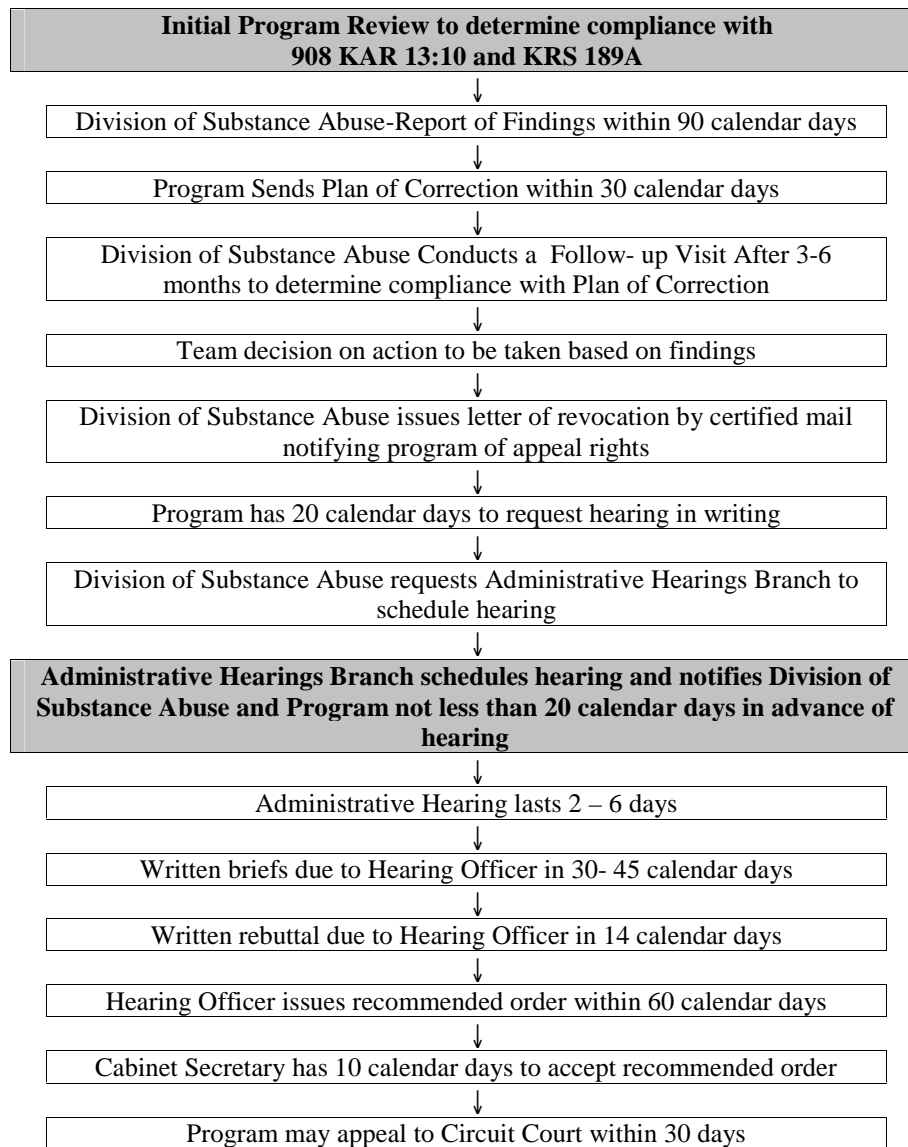 Initial Program Review to determine compliance with
908 KAR 13:10 and KRS 189A
↓
Division of Substance Abuse-Report of Findings within 90 calendar days
↓
Program Sends Plan of Correction within 30 calendar days
↓
Division of Substance Abuse Conducts a  Follow- up Visit After 3-6
months to determine compliance with Plan of Correction
↓
Team decision on action to be taken based on findings
↓
Division of Substance Abuse issues letter of revocation by certified mail
notifying program of appeal rights
↓
Program has 20 calendar days to request hearing in writing
↓
Division of Substance Abuse requests Administrative Hearings Branch to
schedule hearing
↓
Administrative Hearings Branch schedules hearing and notifies Division of
Substance Abuse and Program not less than 20 calendar days in advance of
hearing
↓
Administrative Hearing lasts 2 – 6 days
↓
Written briefs due to Hearing Officer in 30- 45 calendar days
↓
Written rebuttal due to Hearing Officer in 14 calendar days
↓
Hearing Officer issues recommended order within 60 calendar days
↓
Cabinet Secretary has 10 calendar days to accept recommended order
↓
Program may appeal to Circuit Court within 30 days